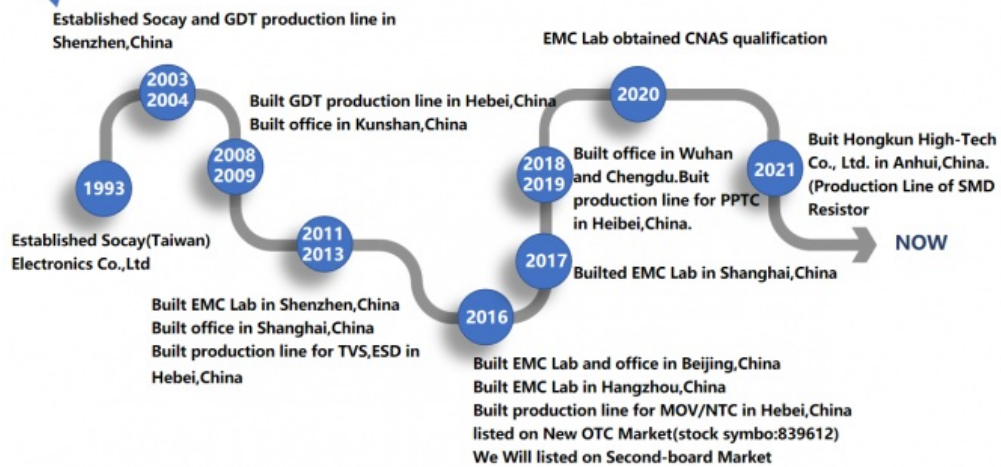 Established Socay and GDT production line in
Shenzhen,China
2003
2004
1993
Established Socay(Taiwan)
Electronics Co.,Ltd
Built GDT production line in Hebei,China
Built office in Kunshan,China
2008
2009
2011
2013
Built EMC Lab in Shenzhen,China
Built office in Shanghai,China
Built production line for TVS,ESD in
Hebei,China
2016
Built EMC Lab and office in Beijing,China
Built EMC Lab in Hangzhou,China
Built production line for MOV/NTC in Hebei,China
listed on New OTC Market(stock symbo:839612)
We Will listed on Second-board Market
2017
Builted EMC Lab in Shanghai,China
2018
2019
Built office in Wuhan
and Chengdu.Buit
production line for PPTC
in Heibei,China.
EMC Lab obtained CNAS qualification
2020
2021
Buit Hongkun High-Tech
Co., Ltd. in Anhui,China.
(Production Line of SMD
Resistor
NOW